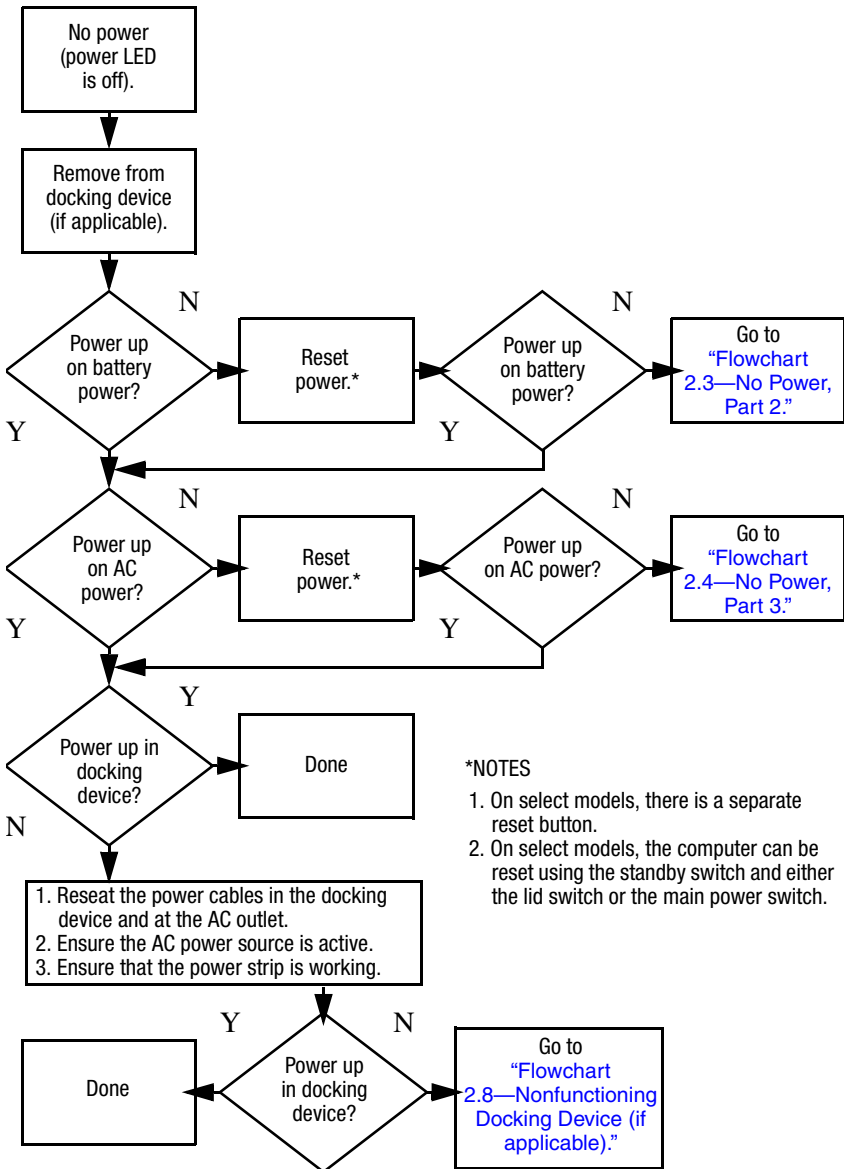 No power
(power LED
is off).
Remove from
docking device
(if applicable).
N
N
Power up
on battery
power?
Reset
power.*
Power up
on battery
power?
Go to
“Flowchart
2.3—No Power,
Part 2.”
Y
Y
N
N
Power up
on AC
power?
Reset
power.*
Power up
on AC power?
Go to
“Flowchart
2.4—No Power,
Part 3.”
Y
Y
Y
Power up in
docking
device?
Done
N
*NOTES
1. On select models, there is a separate
reset button.
2. On select models, the computer can be
reset using the standby switch and either
the lid switch or the main power switch.
1. Reseat the power cables in the docking
device and at the AC outlet.
2. Ensure the AC power source is active.
3. Ensure that the power strip is working.
Y
N
Done
Power up
in docking
device?
Go to
“Flowchart
2.8—Nonfunctioning
Docking Device (if
applicable).”